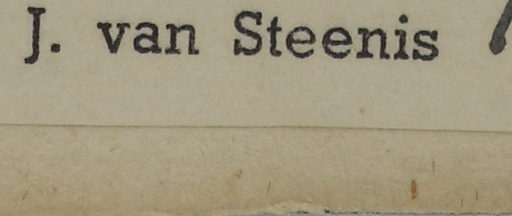 J. van Steenis